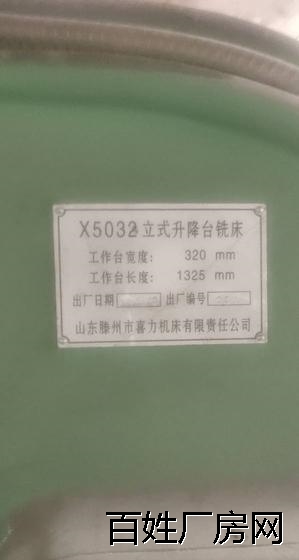 X5032立式升降台铣床
工作台宽度: 320 mm
工作台长度: 1325 mm
出厂日期 出厂编号
山东滕州市喜力机床有限责任公司
百姓厂房网